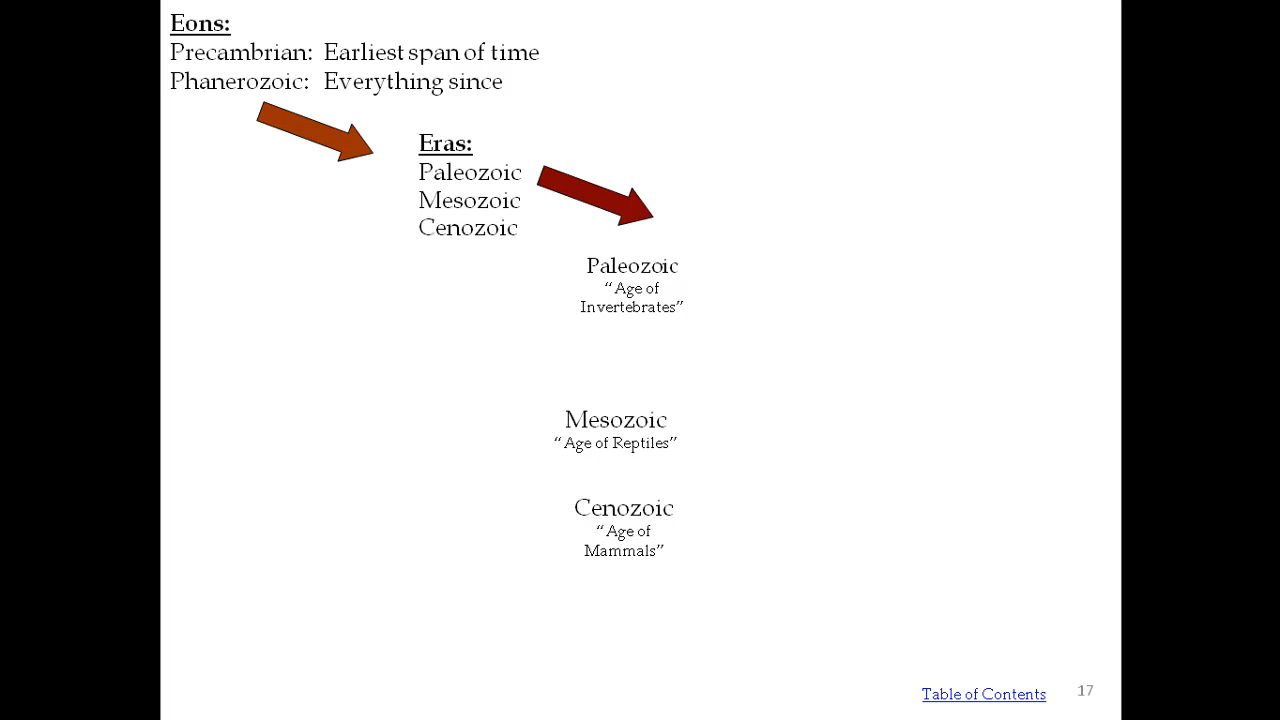 Eons:
Precambrian: Earliest span of time
Phanerozoic: Everything since
Eras:
Paleozoic
Mesozoic
Cenozoic
Paleozoic
“Age of
Invertebrates”
Mesozoic
“Age of Reptiles”
Cenozoic
“Age of
Mammals”
Table of Contents
17